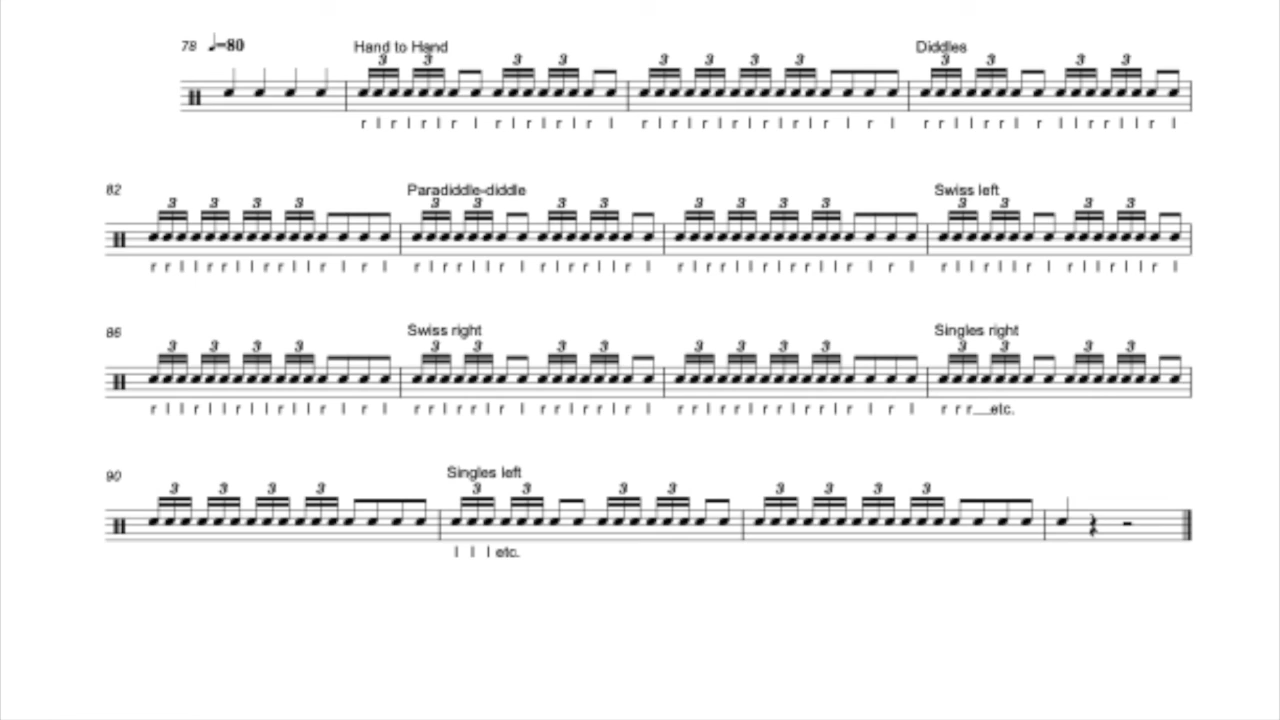 78 ♩=80 Hand to Hand Diddles
3 3 3 3 3 3 3 3 3 3 3 3
r l r l r l r l r l r l r l r l r l r l r l r l r l r l r l r l r r l l r r l r l l r r l l r l
82 Paradiddle-diddle Swiss left
3 3 3 3 3 3 3 3 3 3 3 3 3 3 3 3
r r l l r r l l r r l l r l r l r l r r l l r l r l r r l l r l r l r r l l r l r r l l r l r l r l l r l l r l r l l r l l r l
86 Swiss right Singles right
3 3 3 3 3 3 3 3 3 3 3 3 3 3 3 3
r l l r l l r l l r l l r l r l r r l r r l r l r r l r r l r l r r l r r l r r l r r l r l r l r r r__etc.
90 Singles left
3 3 3 3 3 3 3 3 3 3 3 3
l l l etc.